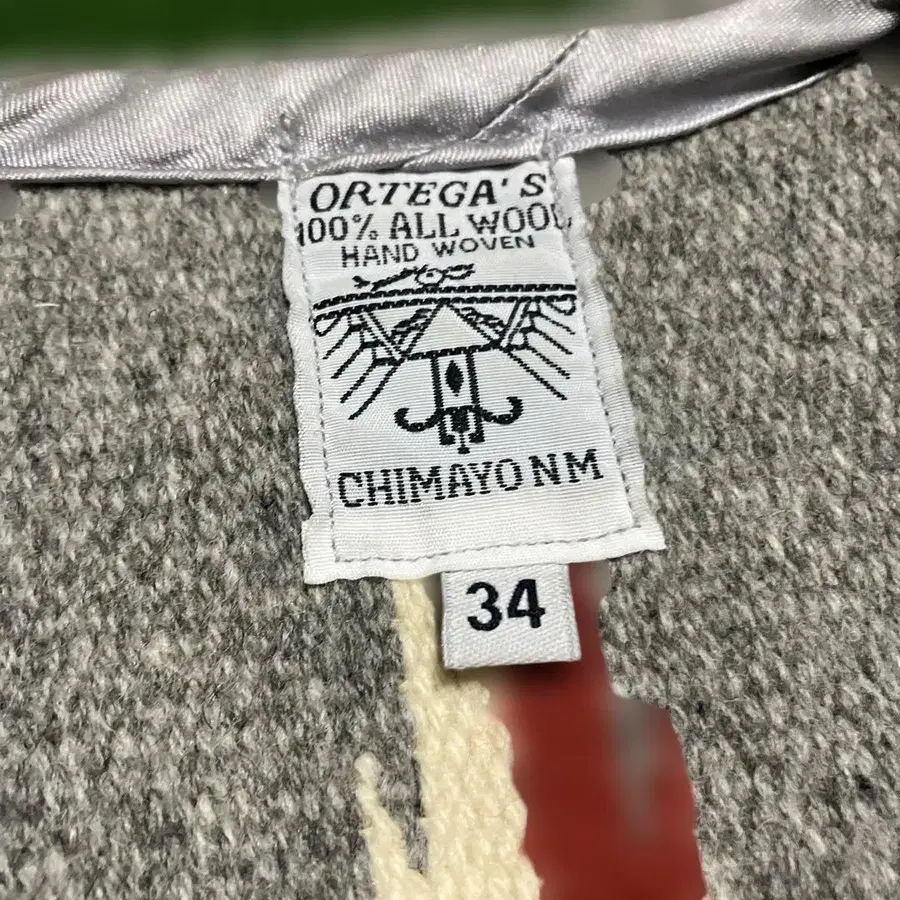 ORTEGA'S
100% ALL WOOL
HAND WOVEN
CHIMAYO NM
34